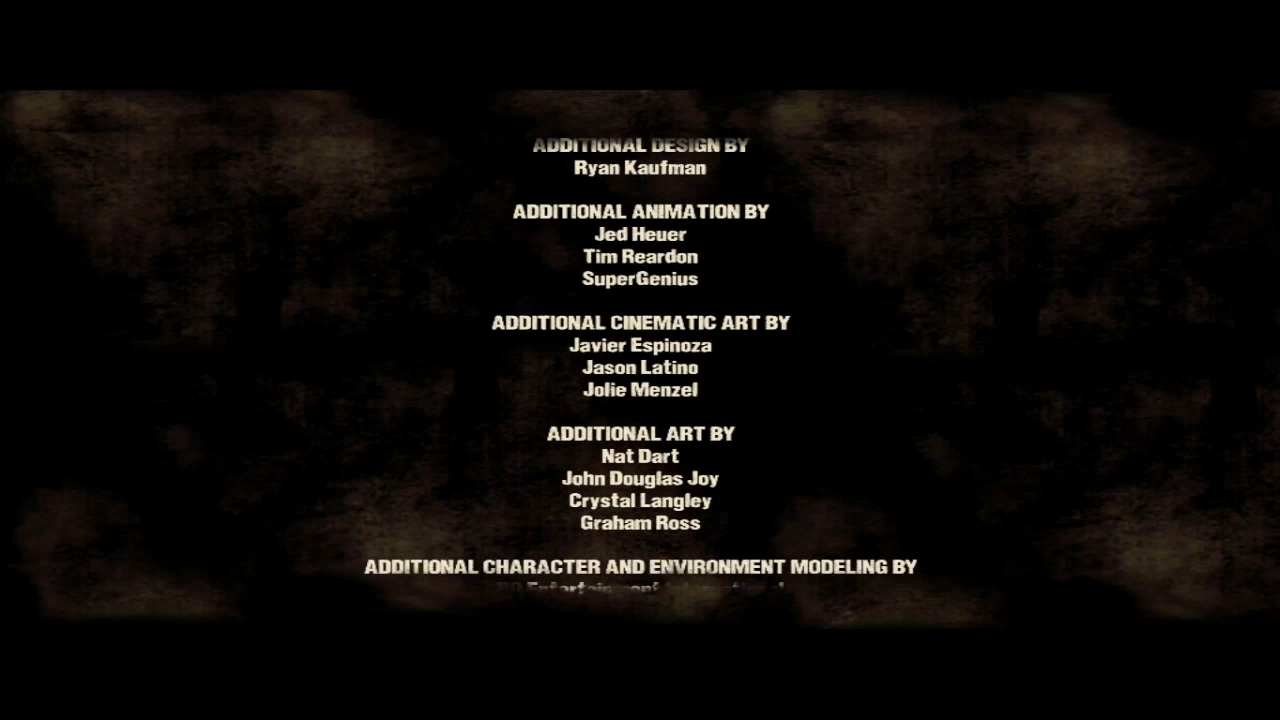 ADDITIONAL DESIGN BY
Ryan Kaufman
ADDITIONAL ANIMATION BY
Jed Heuer
Tim Reardon
SuperGenius
ADDITIONAL CINEMATIC ART BY
Javier Espinoza
Jason Latino
Jolie Menzel
ADDITIONAL ART BY
Nat Dart
John Douglas Joy
Crystal Langley
Graham Ross
ADDITIONAL CHARACTER AND ENVIRONMENT MODELING BY
Entertainment International